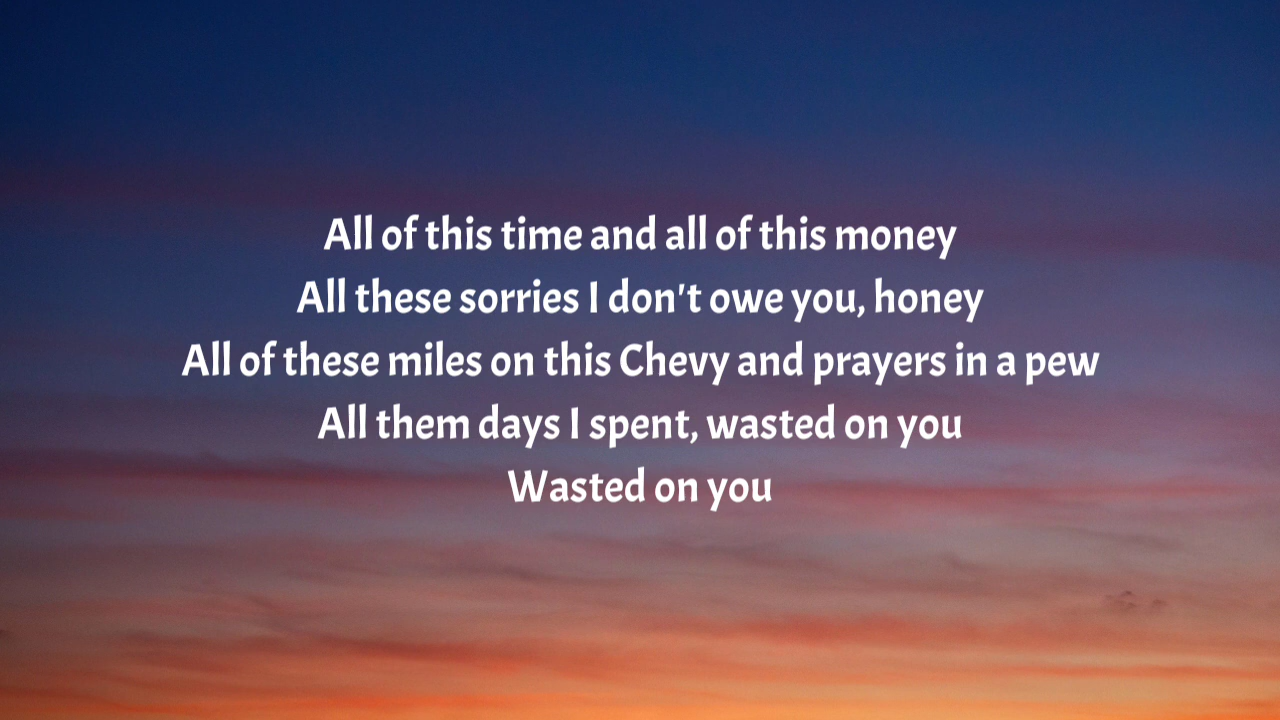 All of this time and all of this money
All these sorries I don't owe you, honey
All of these miles on this Chevy and prayers in a pew
All them days I spent, wasted on you
Wasted on you